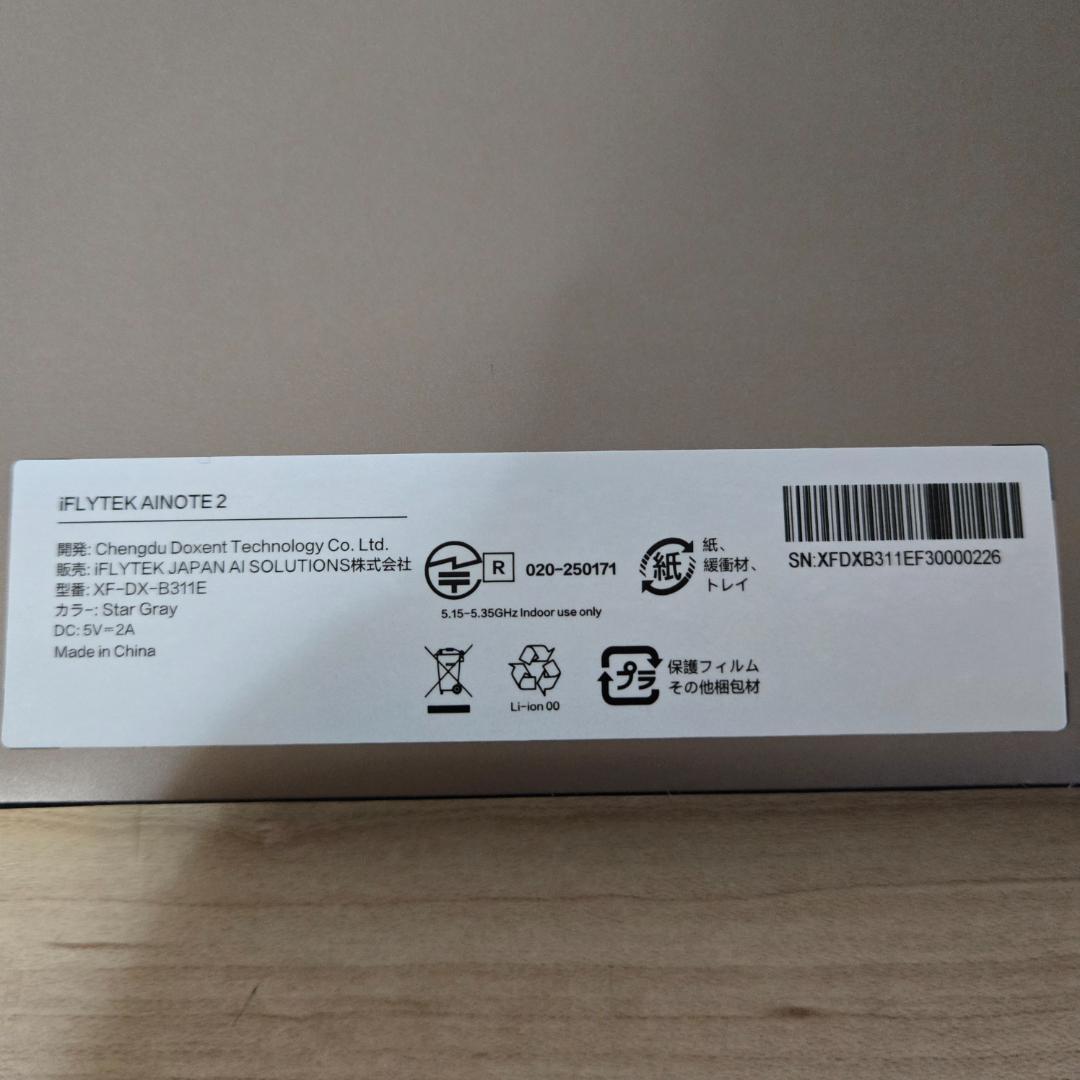 iFLYTEK AINOTE 2
開発: Chengdu Doxent Technology Co. Ltd.
販売: iFLYTEK JAPAN AI SOLUTIONS株式会社
型番: XF-DX-B311E
カラー: Star Gray
DC: 5V=2A
Made in China
R 020-250171
5.15-5.35GHz Indoor use only
紙
紙、
緩衝材、
トレイ
Li-ion 00
プラ
保護フィルム
その他梱包材
SN:XFDXB311EF30000226